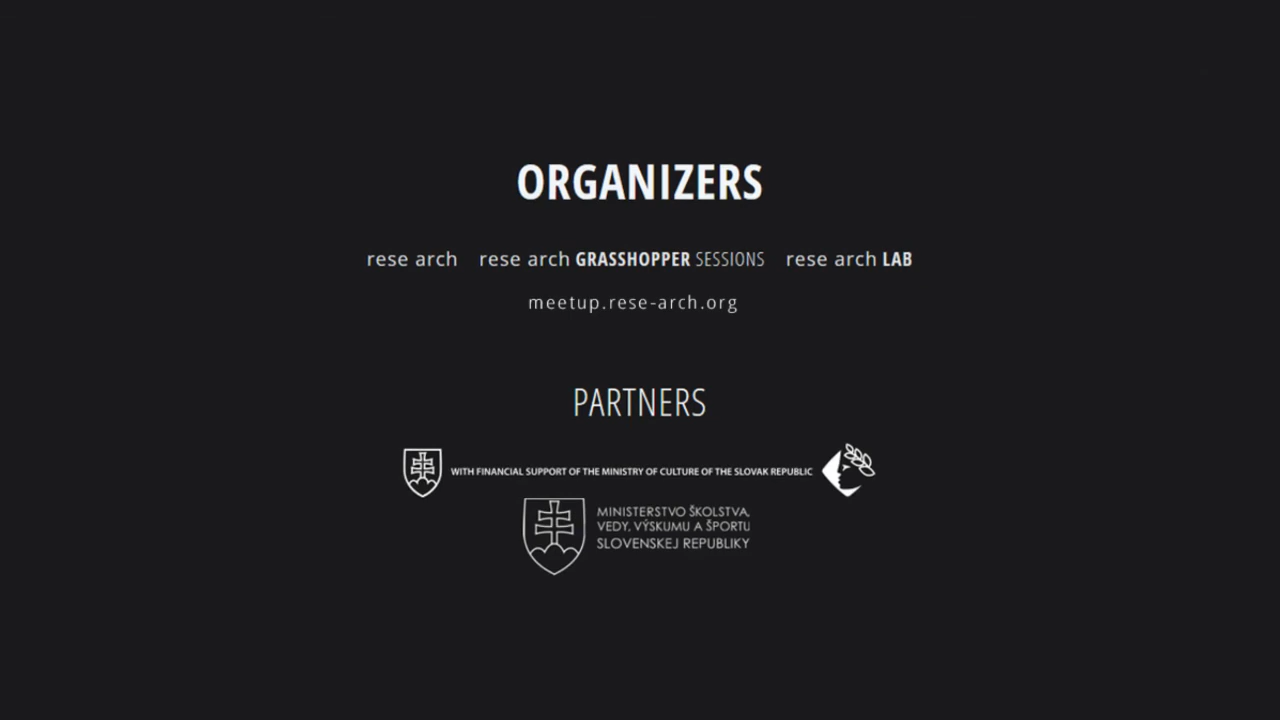 ORGANIZERS
rese arch rese arch GRASSHOPPER SESSIONS rese arch LAB
meetup.rese-arch.org
PARTNERS
WITH FINANCIAL SUPPORT OF THE MINISTRY OF CULTURE OF THE SLOVAK REPUBLIC
MINISTERSTVO ŠKOLSTVA,
VEDY, VÝSKUMU A ŠPORTU
SLOVENSKEJ REPUBLIKY